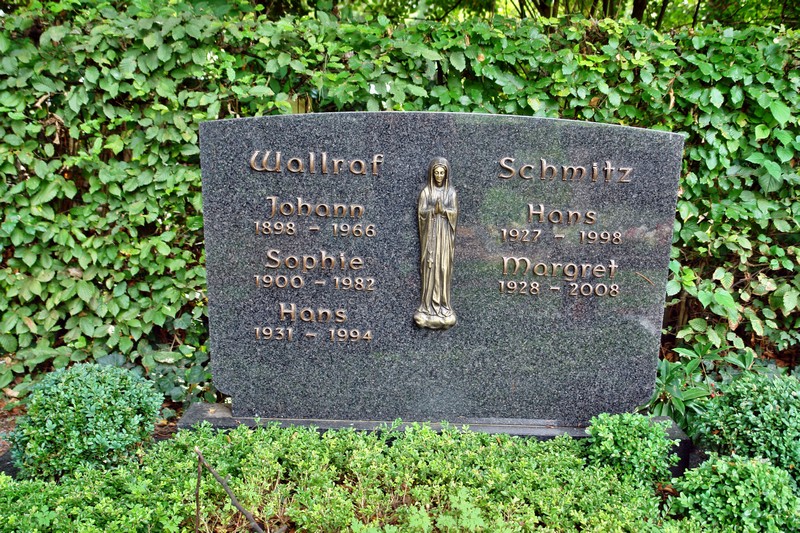 Wallraf
Johann
1898 - 1966
Sophie
1900 - 1982
Hans
1931 - 1994
Schmitz
Hans
1927 - 1998
Margret
1928 - 2008